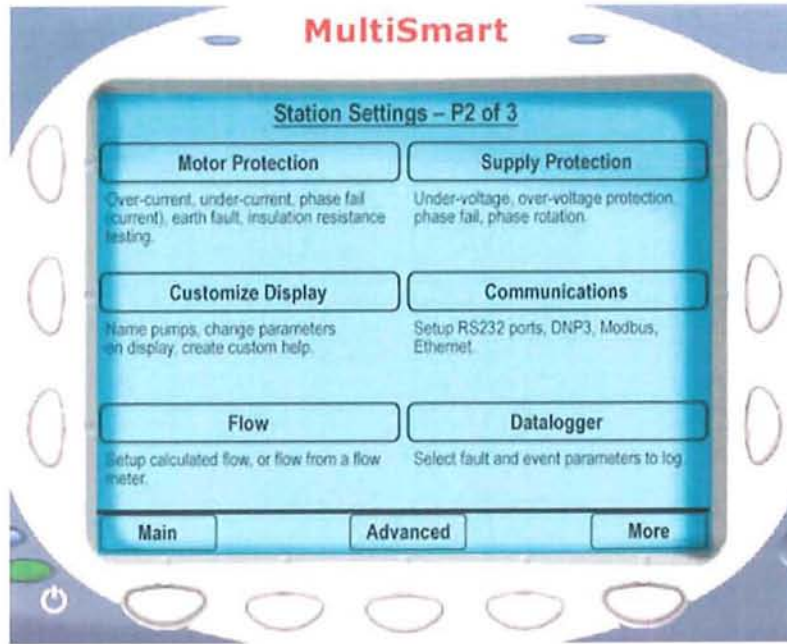 MultiSmart
Station Settings – P2 of 3
Motor Protection
Over-current, under-current, phase fail
(current), earth fault, insulation resistance
testing.
Supply Protection
Under-voltage, over-voltage protection,
phase fail, phase rotation.
Customize Display
Name pumps, change parameters
on display, create custom help.
Communications
Setup RS232 ports, DNP3, Modbus,
Ethernet.
Flow
Setup calculated flow, or flow from a flow
meter.
Datalogger
Select fault and event parameters to log
Main
Advanced
More